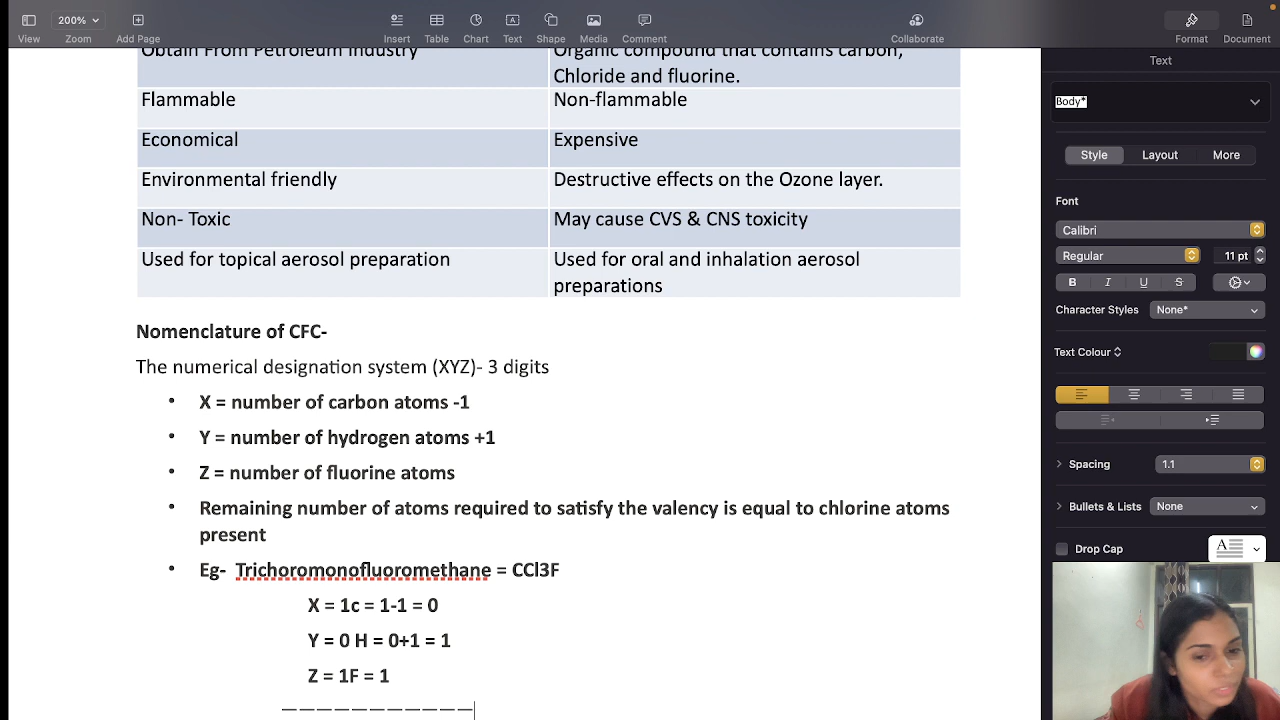 200%
View
Zoom
Add Page
Insert
Table
Chart
Text
Shape
Media
Comment
Collaborate
Format
Document
Text
Obtain From Petroleum Industry
Organic compound that contains carbon,
Chloride and fluorine.
Flammable
Non-flammable
Economical
Expensive
Environmental friendly
Destructive effects on the Ozone layer.
Non- Toxic
May cause CVS & CNS toxicity
Used for topical aerosol preparation
Used for oral and inhalation aerosol
preparations
Nomenclature of CFC-
The numerical designation system (XYZ)- 3 digits
• X = number of carbon atoms -1
• Y = number of hydrogen atoms +1
• Z = number of fluorine atoms
• Remaining number of atoms required to satisfy the valency is equal to chlorine atoms
present
• Eg- Trichoromonofluoromethane = CCl3F
X = 1c = 1-1 = 0
Y = 0 H = 0+1 = 1
Z = 1F = 1
— — — — — — — — — — —
Body*
Style
Layout
More
Font
Calibri
Regular
11 pt
B I U S
Character Styles
None*
Text Colour
Spacing
1.1
Bullets & Lists
None
Drop Cap
A